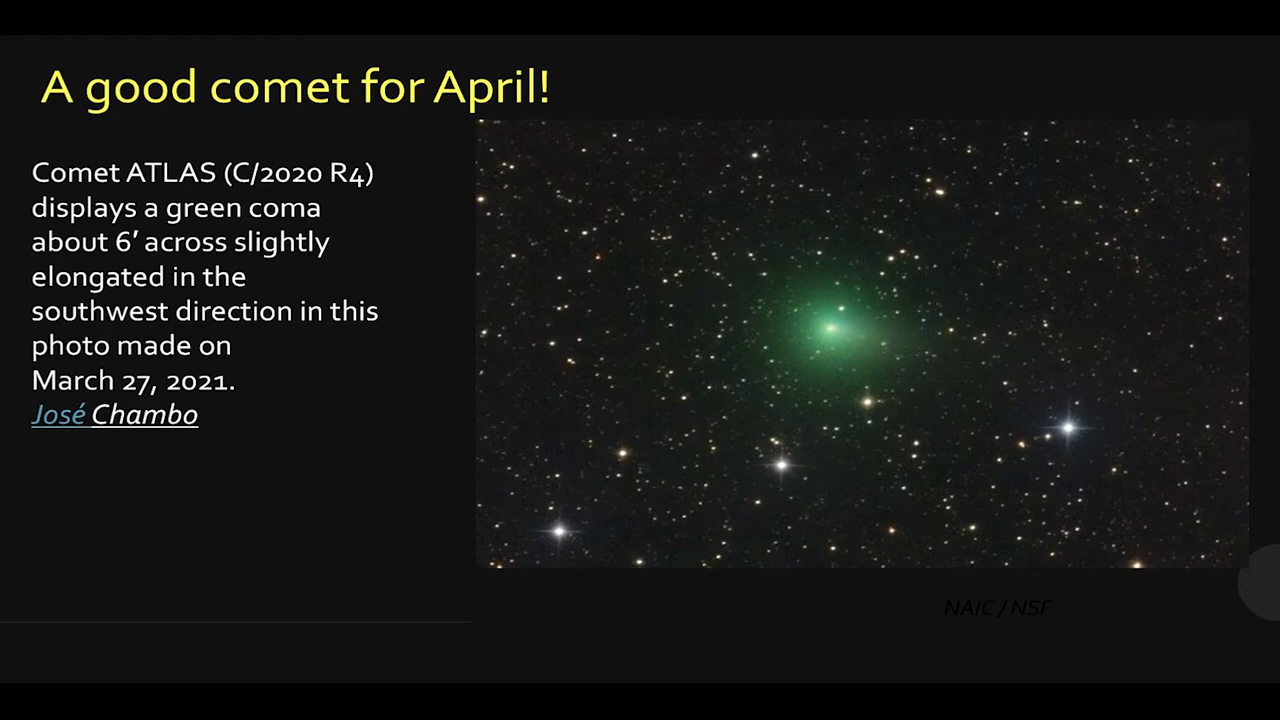 A good comet for April!
Comet ATLAS (C/2020 R4)
displays a green coma
about 6′ across slightly
elongated in the
southwest direction in this
photo made on
March 27, 2021.
José Chambo
NAIC / NSF